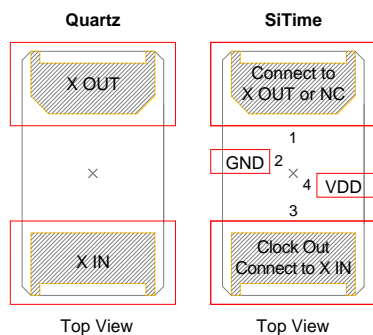 Quartz
X OUT
X IN
Top View
SiTime
Connect to
X OUT or NC
1
GND 2
4 VDD
3
Clock Out
Connect to X IN
Top View